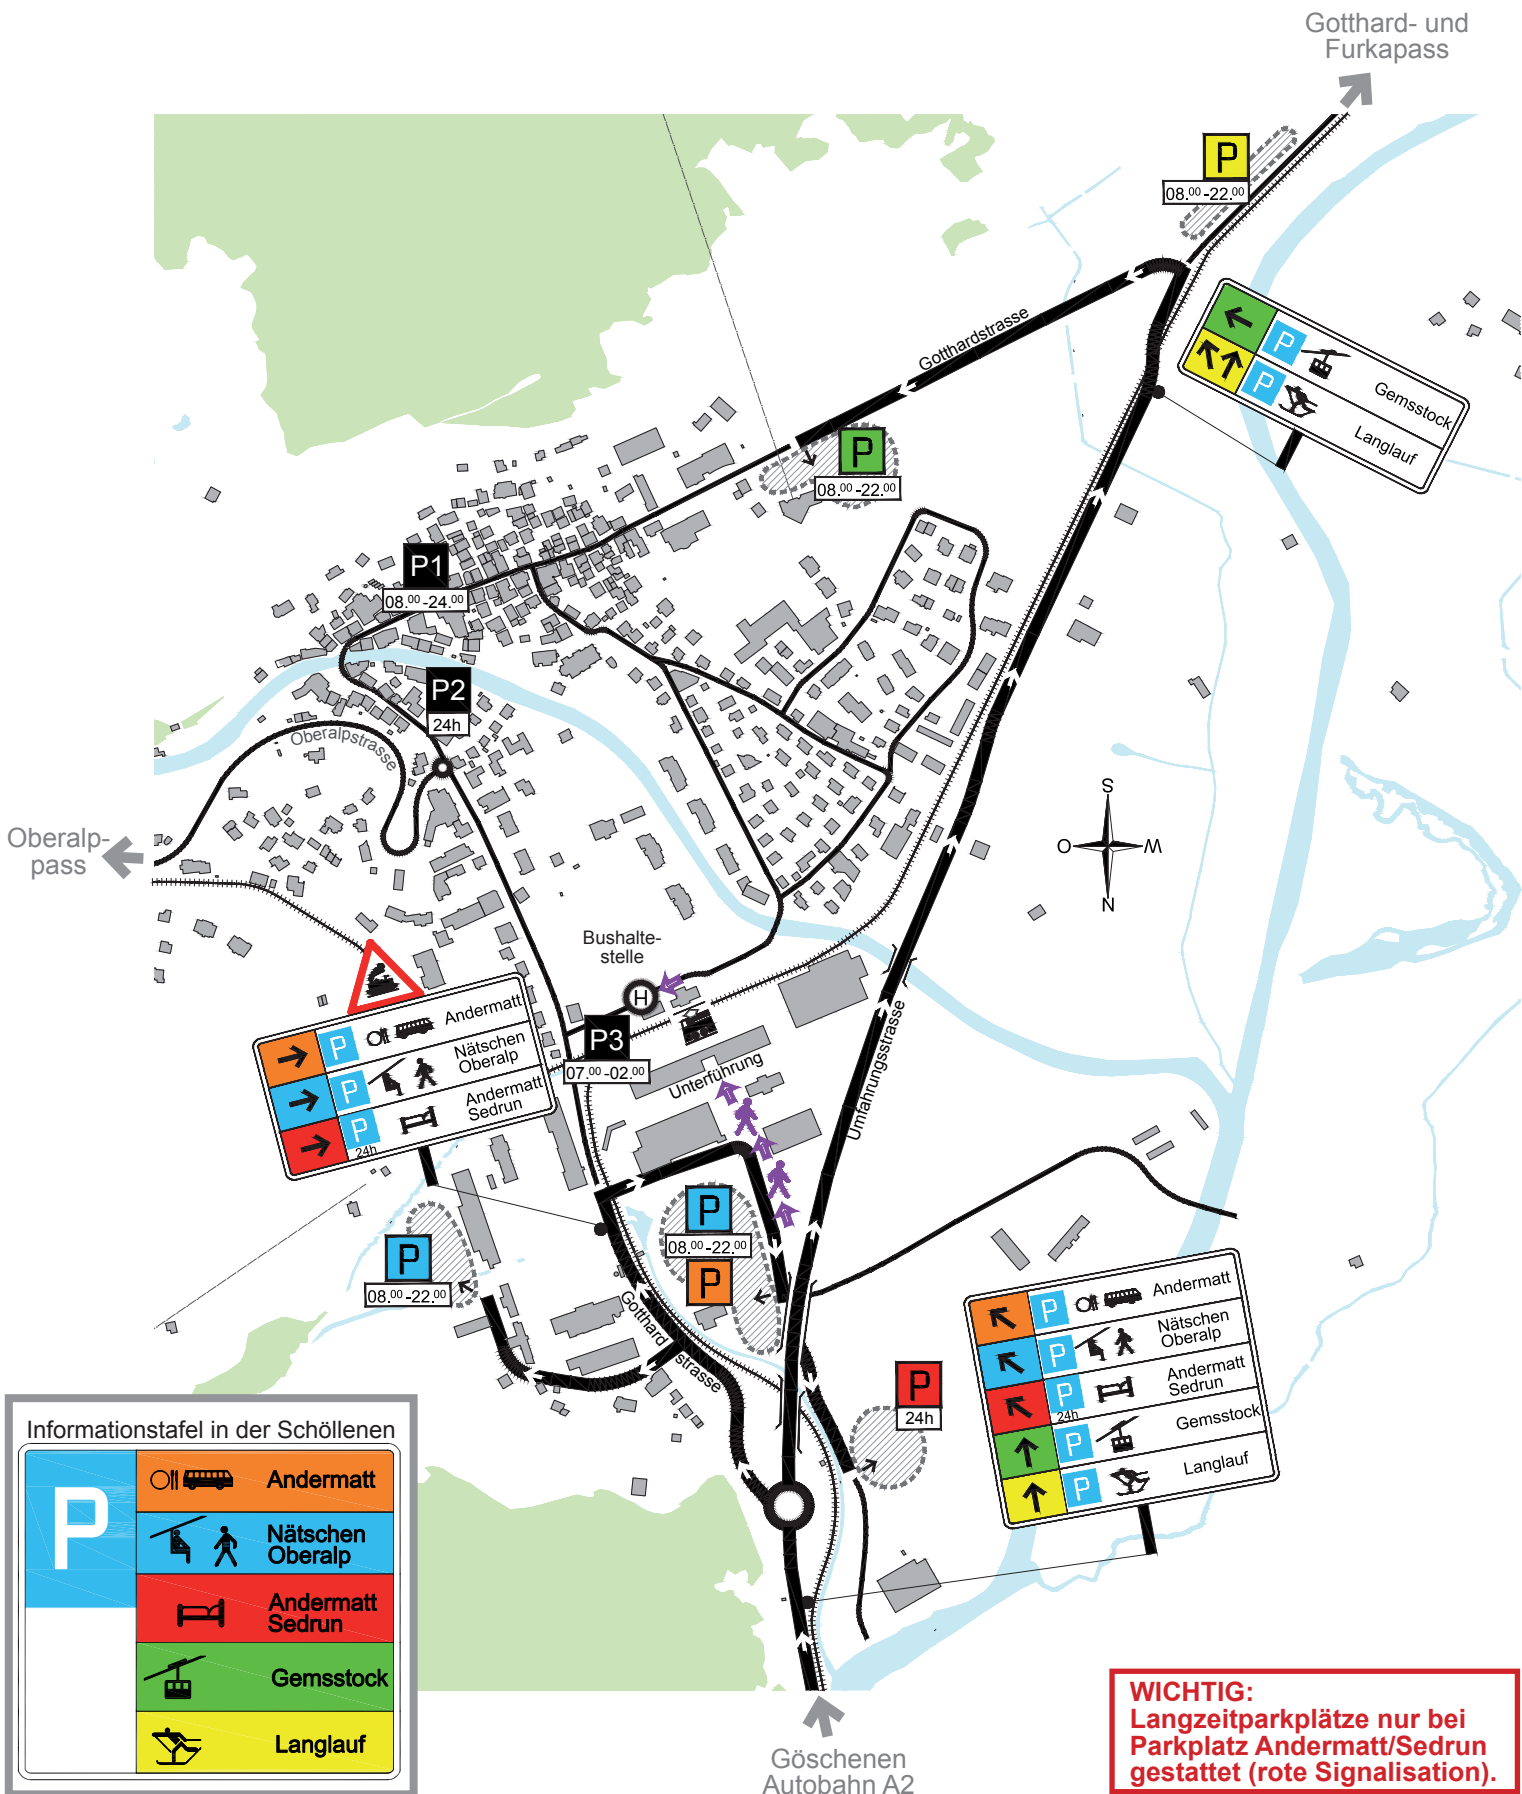 Gotthard- und
Furkapass
P
08.00-22.00
Gotthardstrasse
P
Gemsstock
P
Langlauf
P
08.00-22.00
P1
08.00-24.00
P2
24h
Oberalpstrasse
Oberalp-
pass
S
O
W
N
Bushalte-
stelle
H
P3
07.00-02.00
Unterführung
Umfahrungsstrasse
P
Andermatt
P
Nätschen
Oberalp
P
24h
Andermatt
Sedrun
P
08.00-22.00
P
P
08.00-22.00
Gotthard
strasse
P
24h
P
Andermatt
P
Nätschen
Oberalp
P
24h
Andermatt
Sedrun
P
Gemsstock
P
Langlauf
Informationstafel in der Schöllenen
P
Andermatt
Nätschen
Oberalp
Andermatt
Sedrun
Gemsstock
Langlauf
Göschenen
Autobahn A2
WICHTIG:
Langzeitparkplätze nur bei
Parkplatz Andermatt/Sedrun
gestattet (rote Signalisation).